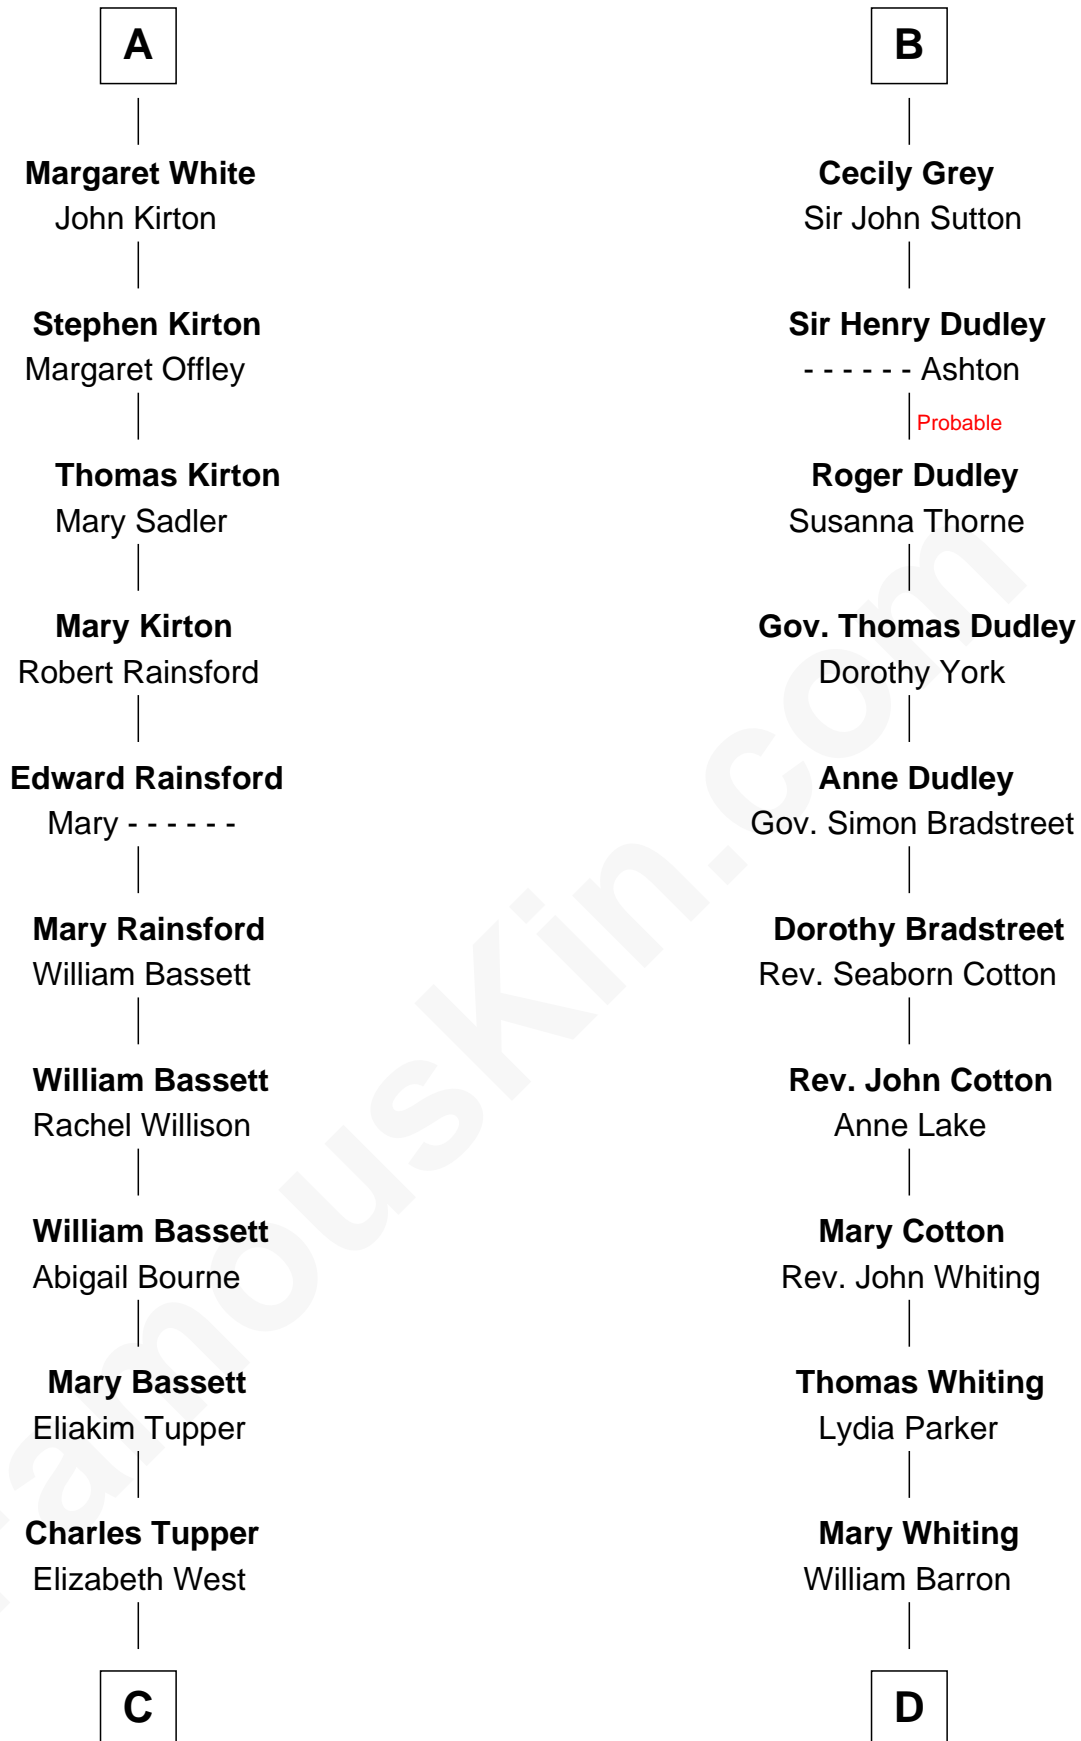 A
Margaret White
John Kirton
Stephen Kirton
Margaret Offley
Thomas Kirton
Mary Sadler
Mary Kirton
Robert Rainsford
Edward Rainsford
Mary - - - - - -
Mary Rainsford
William Bassett
William Bassett
Rachel Willison
William Bassett
Abigail Bourne
Mary Bassett
Eliakim Tupper
Charles Tupper
Elizabeth West
C
B
Cecily Grey
Sir John Sutton
Sir Henry Dudley
- - - - - - Ashton
Probable
Roger Dudley
Susanna Thorne
Gov. Thomas Dudley
Dorothy York
Anne Dudley
Gov. Simon Bradstreet
Dorothy Bradstreet
Rev. Seaborn Cotton
Rev. John Cotton
Anne Lake
Mary Cotton
Rev. John Whiting
Thomas Whiting
Lydia Parker
Mary Whiting
William Barron
D
FamousKin.com